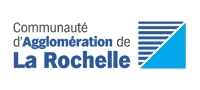 Communauté
d'Agglomération de
La Rochelle